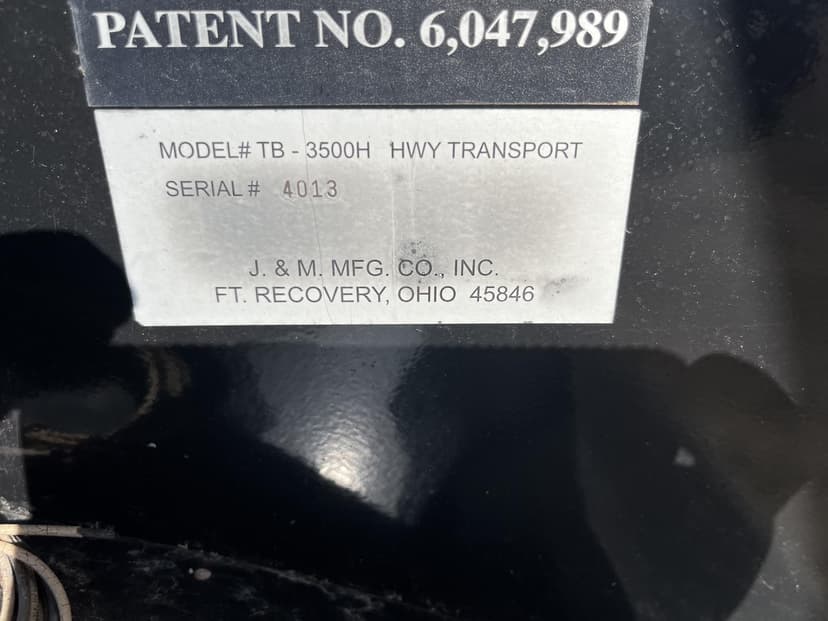 PATENT NO. 6,047,989
MODEL# TB - 3500H HWY TRANSPORT
SERIAL # 4013
J. & M. MFG. CO., INC.
FT. RECOVERY, OHIO 45846